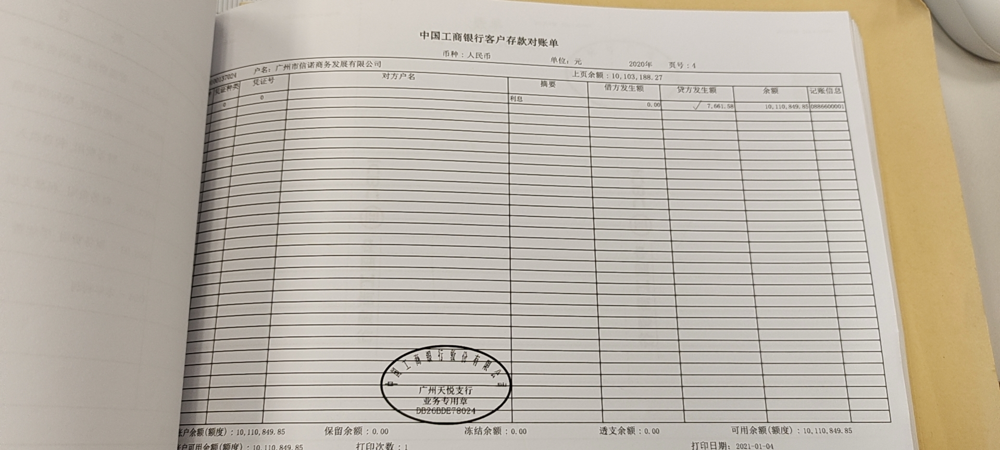 中国工商银行客户存款对账单
币种：人民币 单位：元 2020年 页号：4
00137024 户名：广州市信诺商务发展有限公司 上页余额：10,103,188.27
凭证种类 凭证号 对方户名 摘要 借方发生额 贷方发生额 余额 记账信息
0 0 利息 0.00 ✓ 7,661.58 10,110,849.85 0886600001
中国工商银行股份有限公司
广州天悦支行
业务专用章
DB26BDE78024
账户余额(额度)：10,110,849.85 保留余额：0.00 冻结余额：0.00 透支余额：0.00 可用余额(额度)：10,110,849.85
账户可用余额(额度)：10,110,849.85 打印次数：1 打印日期：2021-01-04